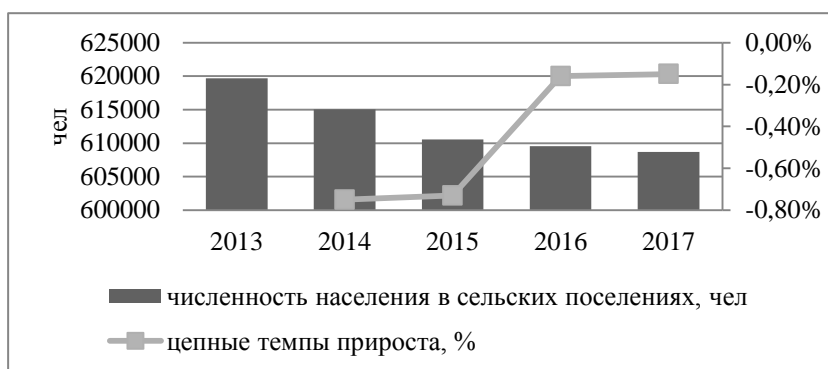 625000
620000
615000
610000
605000
600000
чел
0,00%
-0,20%
-0,40%
-0,60%
-0,80%
2013 2014 2015 2016 2017
численность населения в сельских поселениях, чел
цепные темпы прироста, %